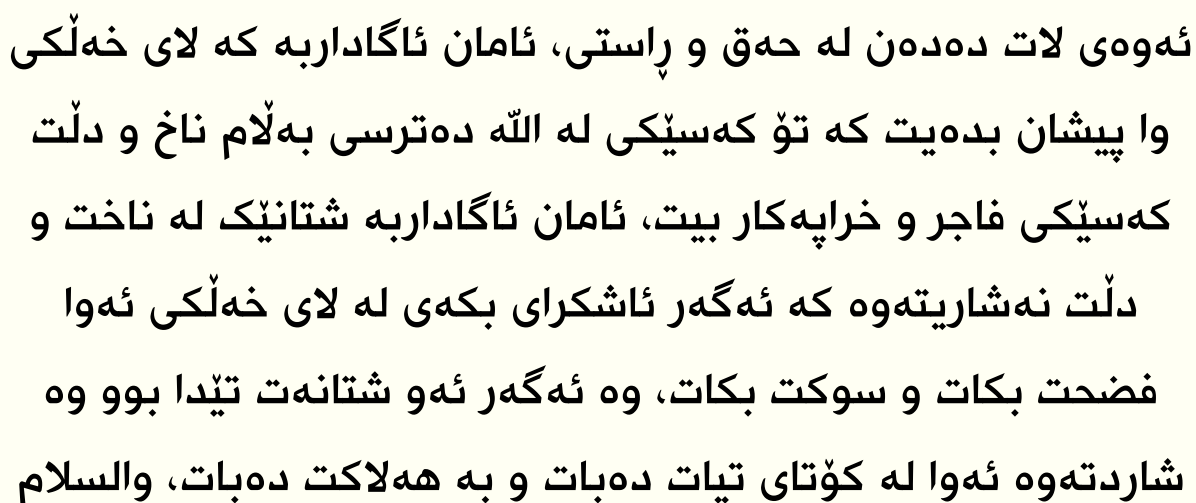 ئەوەی لات دەدەن لە حەق و ڕاستی، ئامان ئاگاداربە کە لای خەڵکی
وا پیشان بدەیت کە تۆ کەسێکی لە الله دەترسی بەڵام ناخ و دڵت
کەسێکی فاجر و خراپەکار بیت، ئامان ئاگاداربە شتانێک لە ناخت و
دڵت نەشاریتەوە کە ئەگەر ئاشکرای بکەی لە لای خەڵکی ئەوا
فضحت بکات و سوکت بکات، وە ئەگەر ئەو شتانەت تێدا بوو وە
شاردتەوە ئەوا لە کۆتای تیات دەبات و بە هەلاکت دەبات، والسلام